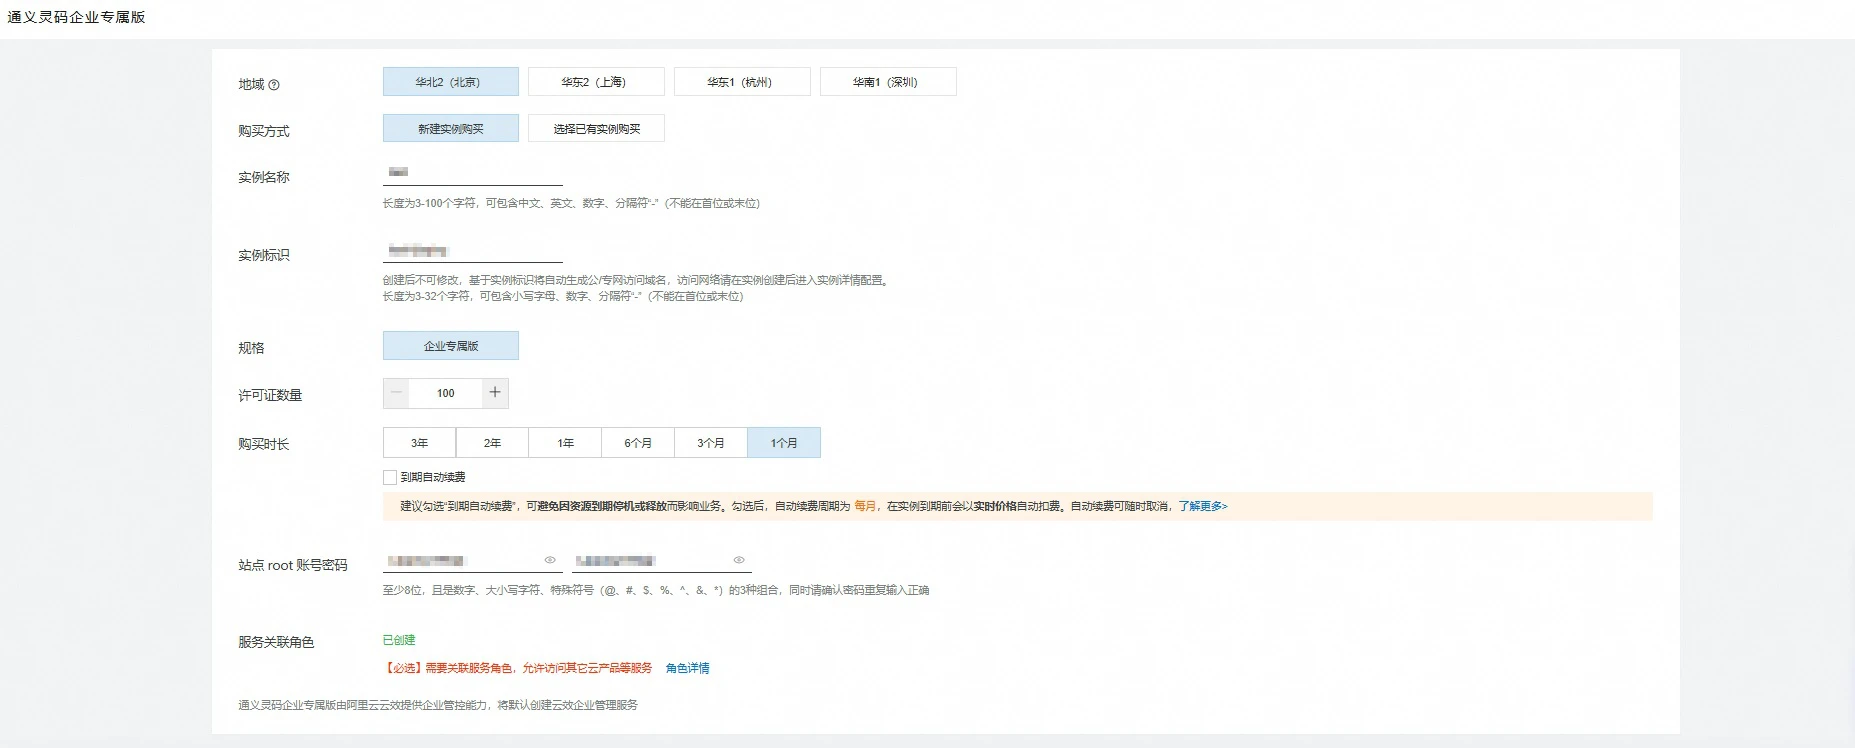 通义灵码企业专属版
地域
华北2（北京） 华东2（上海） 华东1（杭州） 华南1（深圳）
购买方式
新建实例购买 选择已有实例购买
实例名称
长度为3-100个字符，可包含中文、英文、数字、分隔符“-”（不能在首位或末位）
实例标识
创建后不可修改，基于实例标识将自动生成公/专网访问域名，访问网络请在实例创建后进入实例详情配置。
长度为3-32个字符，可包含小写字母、数字、分隔符“-”（不能在首位或末位）
规格
企业专属版
许可证数量
100
购买时长
3年 2年 1年 6个月 3个月 1个月
到期自动续费
建议勾选“到期自动续费”，可避免因资源到期停机或释放而影响业务。勾选后，自动续费周期为 每月，在实例到期前会以实时价格自动扣费。自动续费可随时取消，了解更多>
站点 root 账号密码
至少8位，且是数字、大小写字符、特殊符号（@、#、$、%、^、&、*）的3种组合，同时请确认密码重复输入正确
服务关联角色
已创建
【必选】需要关联服务角色，允许访问其它云产品等服务 角色详情
通义灵码企业专属版由阿里云云效提供企业管控能力，将默认创建云效企业管理服务